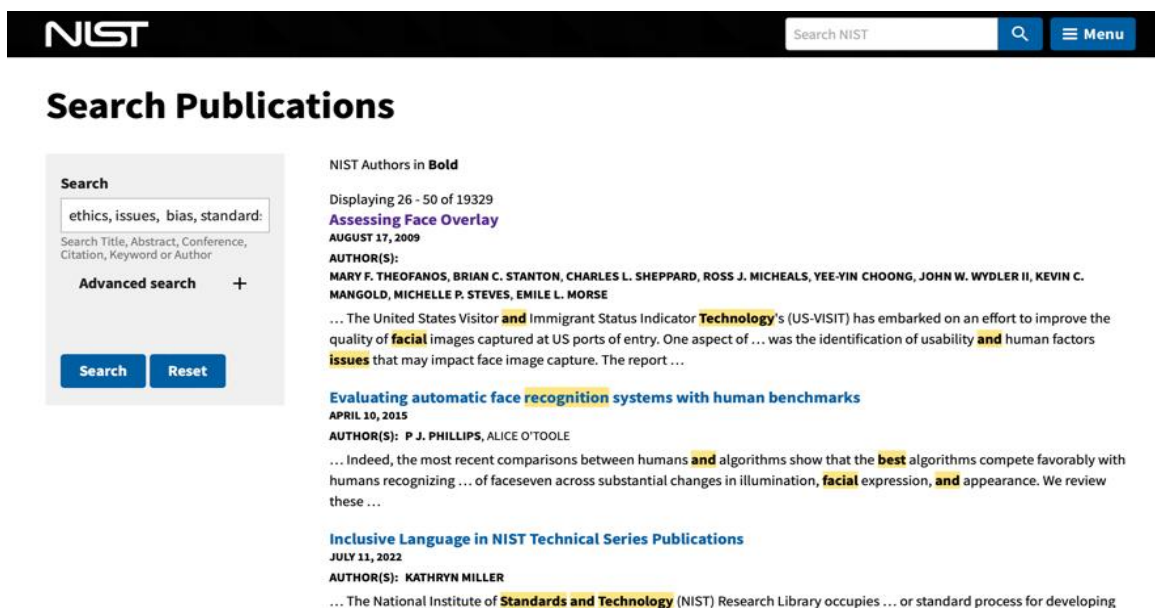 NIST
Search NIST
Menu
Search Publications
Search
ethics, issues, bias, standard
Search Title, Abstract, Conference,
Citation, Keyword or Author
Advanced search +
Search Reset
NIST Authors in Bold
Displaying 26 - 50 of 19329
Assessing Face Overlay
AUGUST 17, 2009
AUTHOR(S):
MARY F. THEOFANOS, BRIAN C. STANTON, CHARLES L. SHEPPARD, ROSS J. MICHEALS, YEE-YIN CHOONG, JOHN W. WYDLER II, KEVIN C.
MANGOLD, MICHELLE P. STEVES, EMILE L. MORSE
... The United States Visitor and Immigrant Status Indicator Technology's (US-VISIT) has embarked on an effort to improve the
quality of facial images captured at US ports of entry. One aspect of ... was the identification of usability and human factors
issues that may impact face image capture. The report ...
Evaluating automatic face recognition systems with human benchmarks
APRIL 10, 2015
AUTHOR(S): P J. PHILLIPS, ALICE O'TOOLE
... Indeed, the most recent comparisons between humans and algorithms show that the best algorithms compete favorably with
humans recognizing ... of faceseven across substantial changes in illumination, facial expression, and appearance. We review
these ...
Inclusive Language in NIST Technical Series Publications
JULY 11, 2022
AUTHOR(S): KATHRYN MILLER
... The National Institute of Standards and Technology (NIST) Research Library occupies ... or standard process for developing